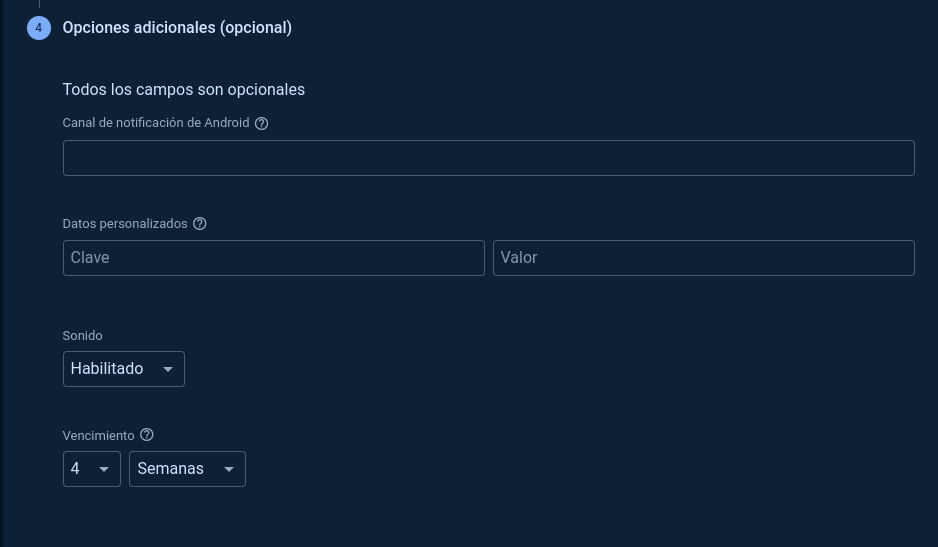 4 Opciones adicionales (opcional)
Todos los campos son opcionales
Canal de notificación de Android ?
Datos personalizados ?
Clave Valor
Sonido
Habilitado
Vencimiento ?
4 Semanas